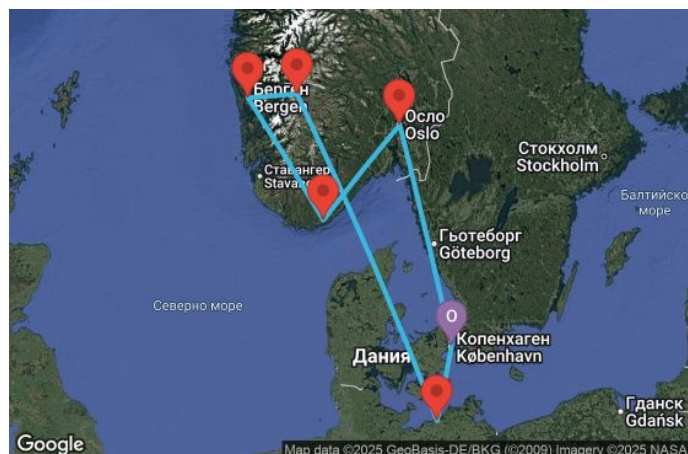 Берген
Bergen
Осло
Oslo
Стокхолм
Stockholm
Ставангер
Балтийско
море
Гьотеборг
Göteborg
Северно море
O
Копенхаген
København
Дания
Гданск
Gdańsk
Google
Map data ©2025 GeoBasis-DE/BKG (©2009) Imagery ©2025 NASA